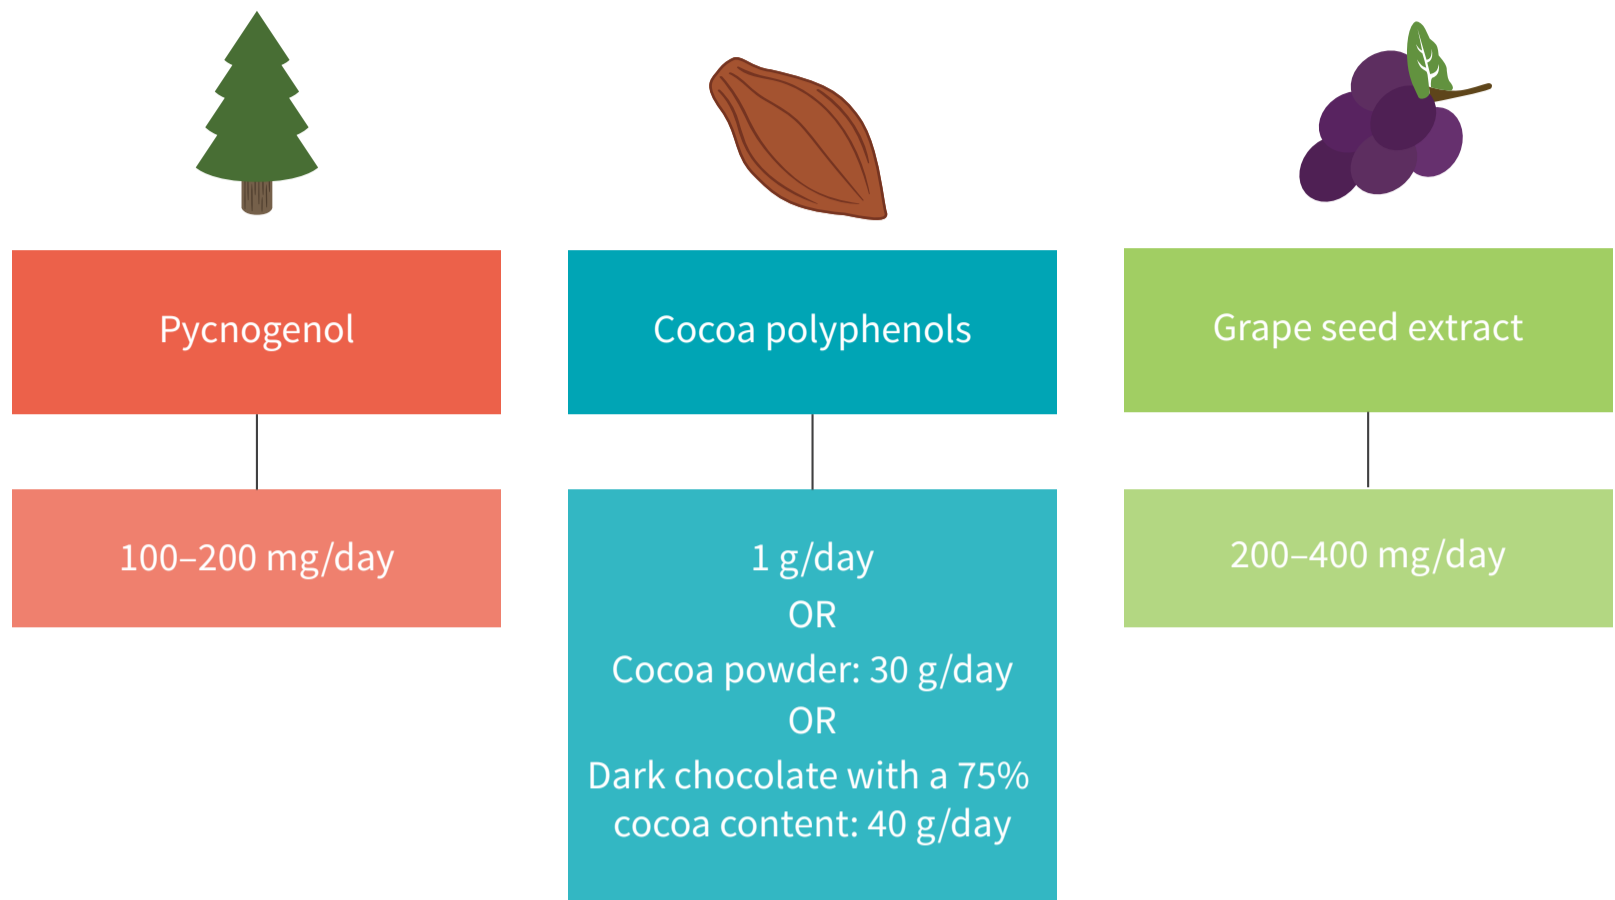 Pycnogenol
100–200 mg/day
Cocoa polyphenols
1 g/day
OR
Cocoa powder: 30 g/day
OR
Dark chocolate with a 75%
cocoa content: 40 g/day
Grape seed extract
200–400 mg/day